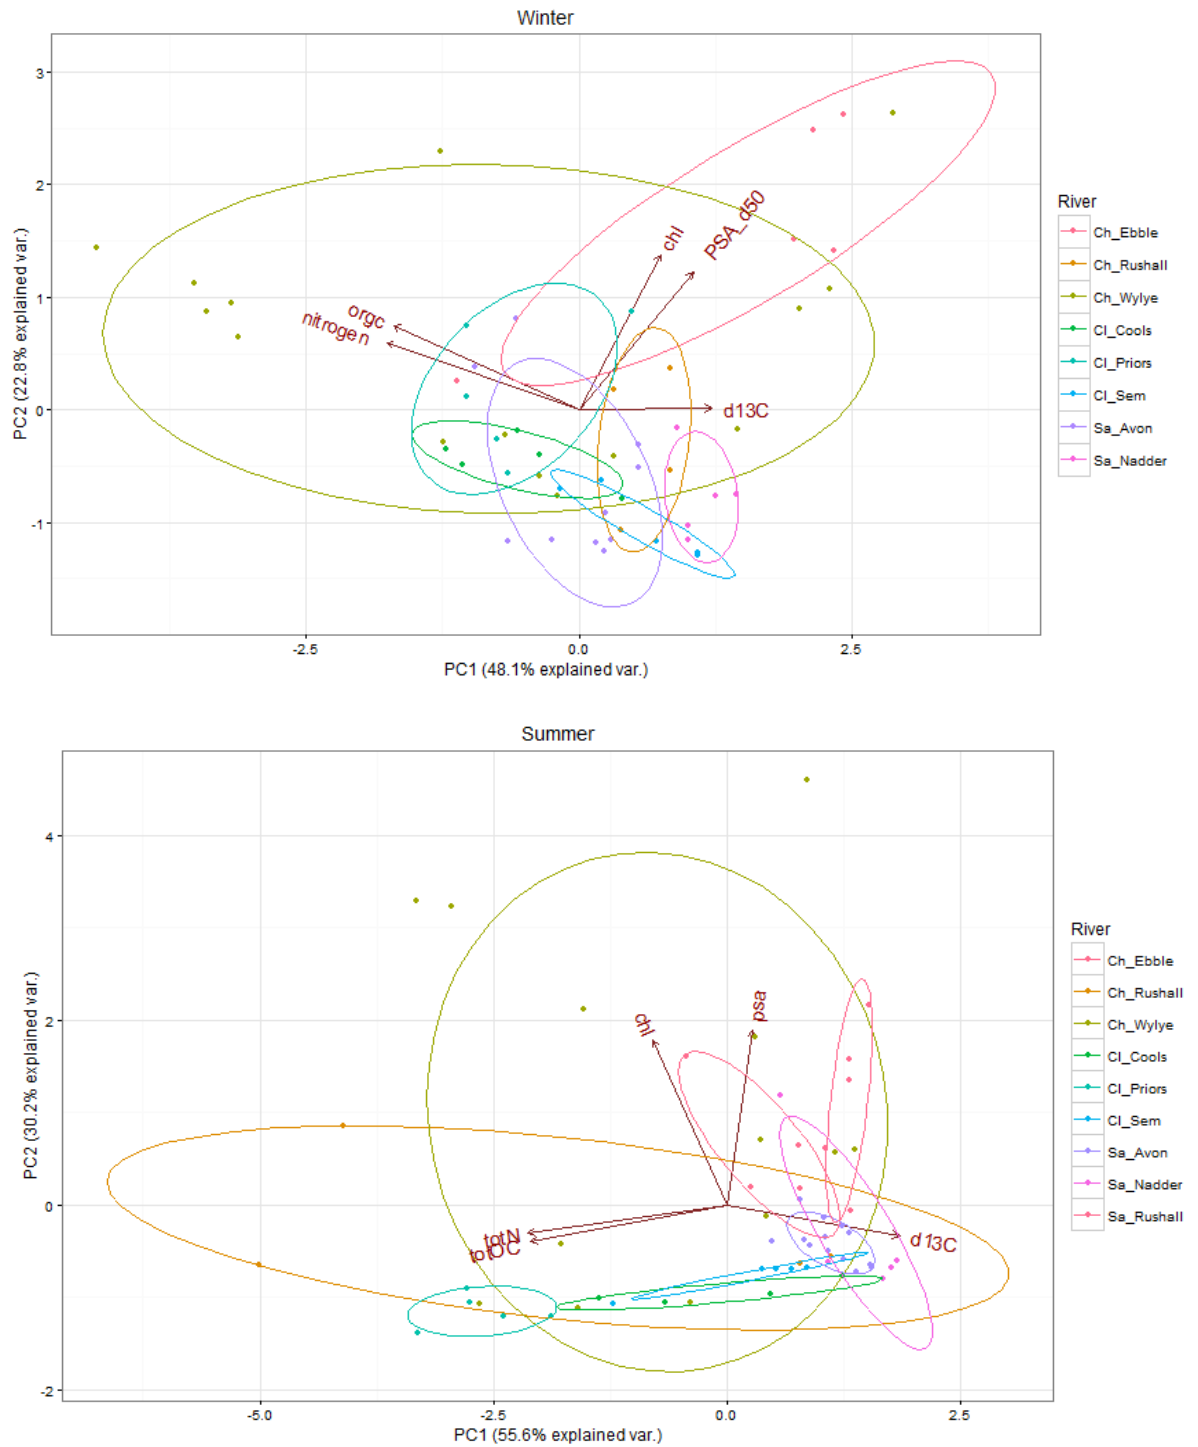 Winter
3
2
1
0
-1
PC2 (22.8% explained var.)
chl
PSA_d50
orgc
nitrogen
d13C
-2.5
0.0
2.5
PC1 (48.1% explained var.)
River
Ch_Ebble
Ch_Rushall
Ch_Wylye
Cl_Cools
Cl_Priors
Cl_Sem
Sa_Avon
Sa_Nadder
Summer
4
2
0
-2
PC2 (30.2% explained var.)
chl
psa
totN
totOC
d13C
-5.0
-2.5
0.0
2.5
PC1 (55.6% explained var.)
River
Ch_Ebble
Ch_Rushall
Ch_Wylye
Cl_Cools
Cl_Priors
Cl_Sem
Sa_Avon
Sa_Nadder
Sa_Rushall